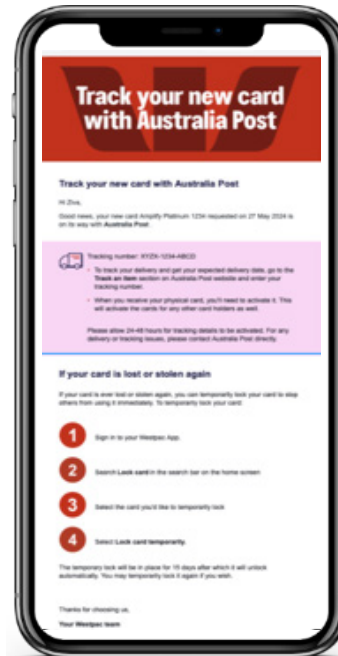 Track your new card
with Australia Post
Track your new card with Australia Post
Hi Ziva,
Good news, your new card Amplify Platinum 1234 requested on 27 May 2024 is
on its way with Australia Post.
Tracking number: XYZX-1234-ABCD
• To track your delivery and get your expected delivery date, go to the
Track an item section on Australia Post website and enter your
tracking number.
• When you receive your physical card, you'll need to activate it. This
will activate the cards for any other card holders as well.
Please allow 24-48 hours for tracking details to be activated. For any
delivery or tracking issues, please contact Australia Post directly.
If your card is lost or stolen again
If your card is ever lost or stolen again, you can temporarily lock your card to stop
others from using it immediately. To temporarily lock your card:
1 Sign in to your Westpac App.
2 Search Lock card in the search bar on the home screen
3 Select the card you'd like to temporarily lock
4 Select Lock card temporarily.
The temporary lock will be in place for 15 days after which it will unlock
automatically. You may temporarily lock it again if you wish.
Thanks for choosing us,
Your Westpac team